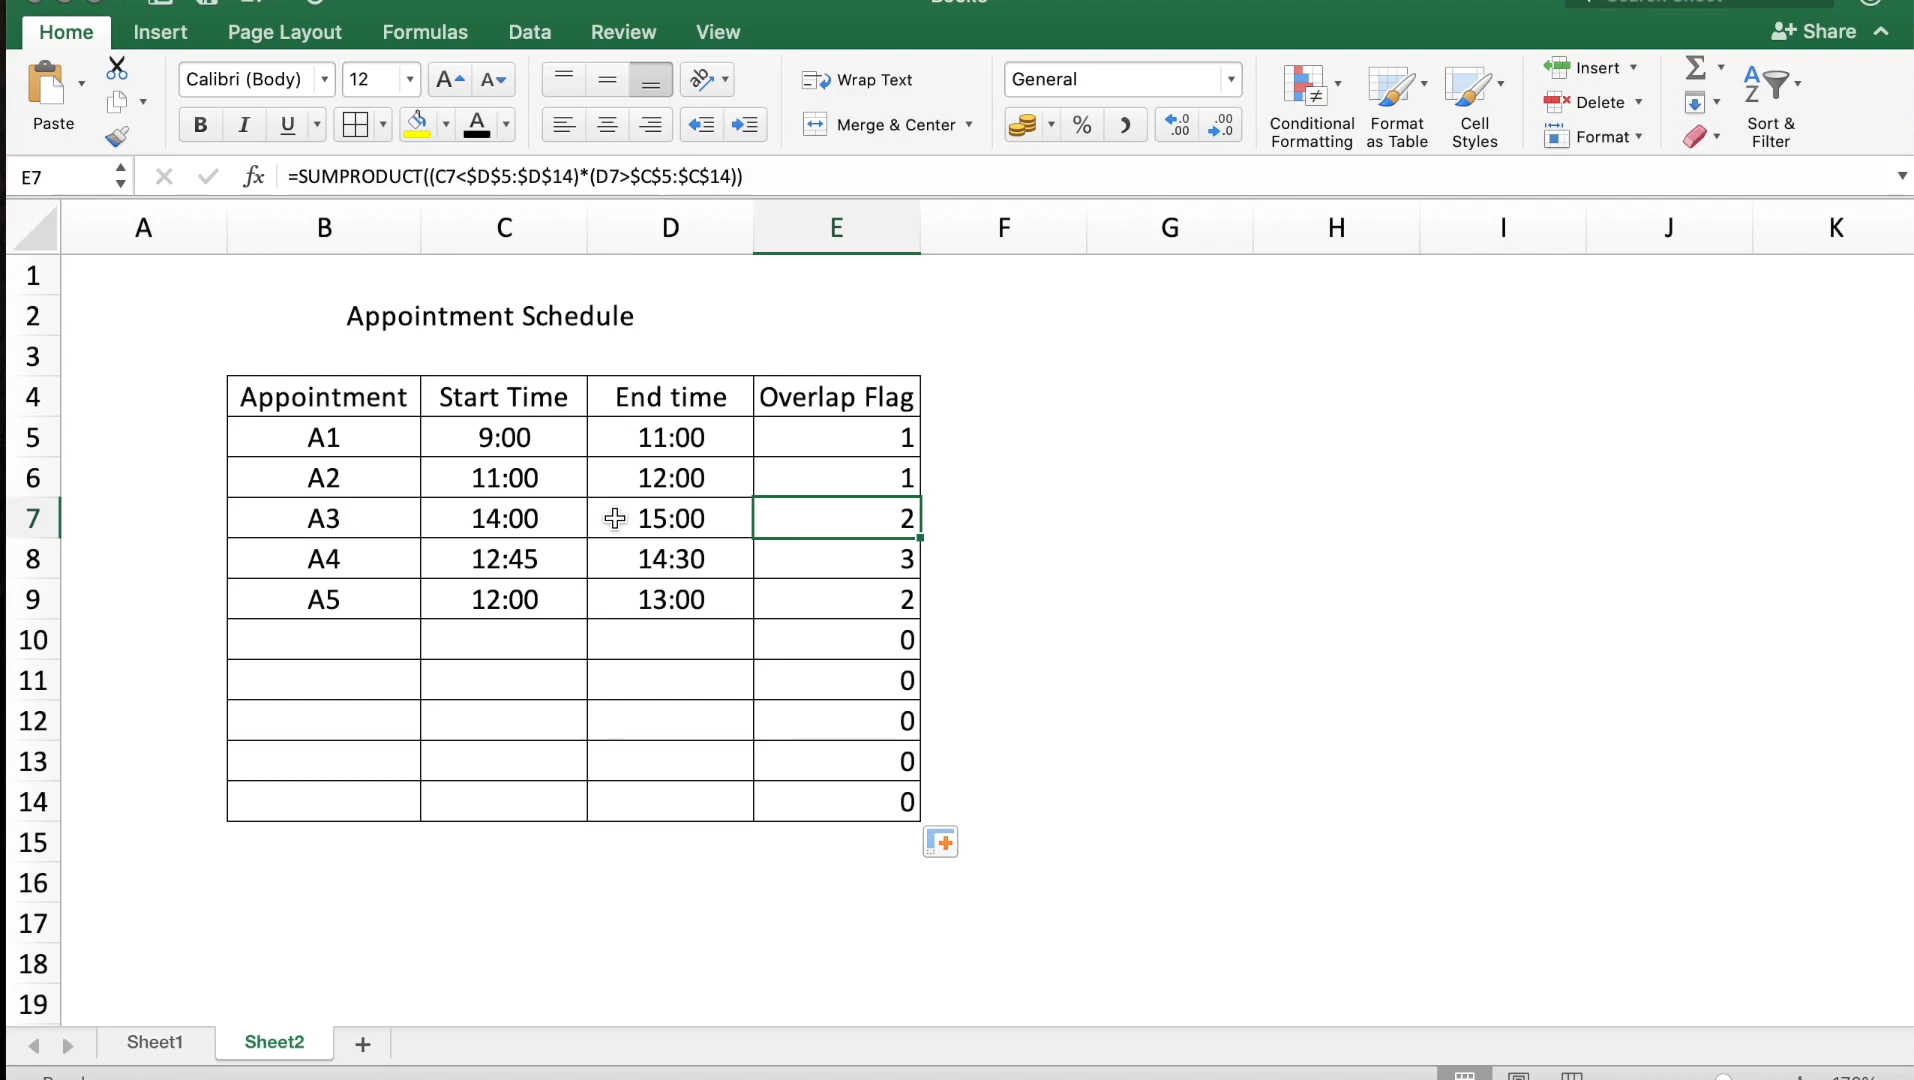 Home Insert Page Layout Formulas Data Review View Share
Calibri (Body) 12 A A Wrap Text General Insert
Paste B I U A Merge & Center % Conditional Formatting Format as Table Cell Styles Delete Format Sort & Filter
E7 fx =SUMPRODUCT((C7<$D$5:$D$14)*(D7>$C$5:$C$14))
A B C D E F G H I J K
1
2 Appointment Schedule
3
4 Appointment Start Time End time Overlap Flag
5 A1 9:00 11:00 1
6 A2 11:00 12:00 1
7 A3 14:00 15:00 2
8 A4 12:45 14:30 3
9 A5 12:00 13:00 2
10 0
11 0
12 0
13 0
14 0
15
16
17
18
19
Sheet1 Sheet2 +